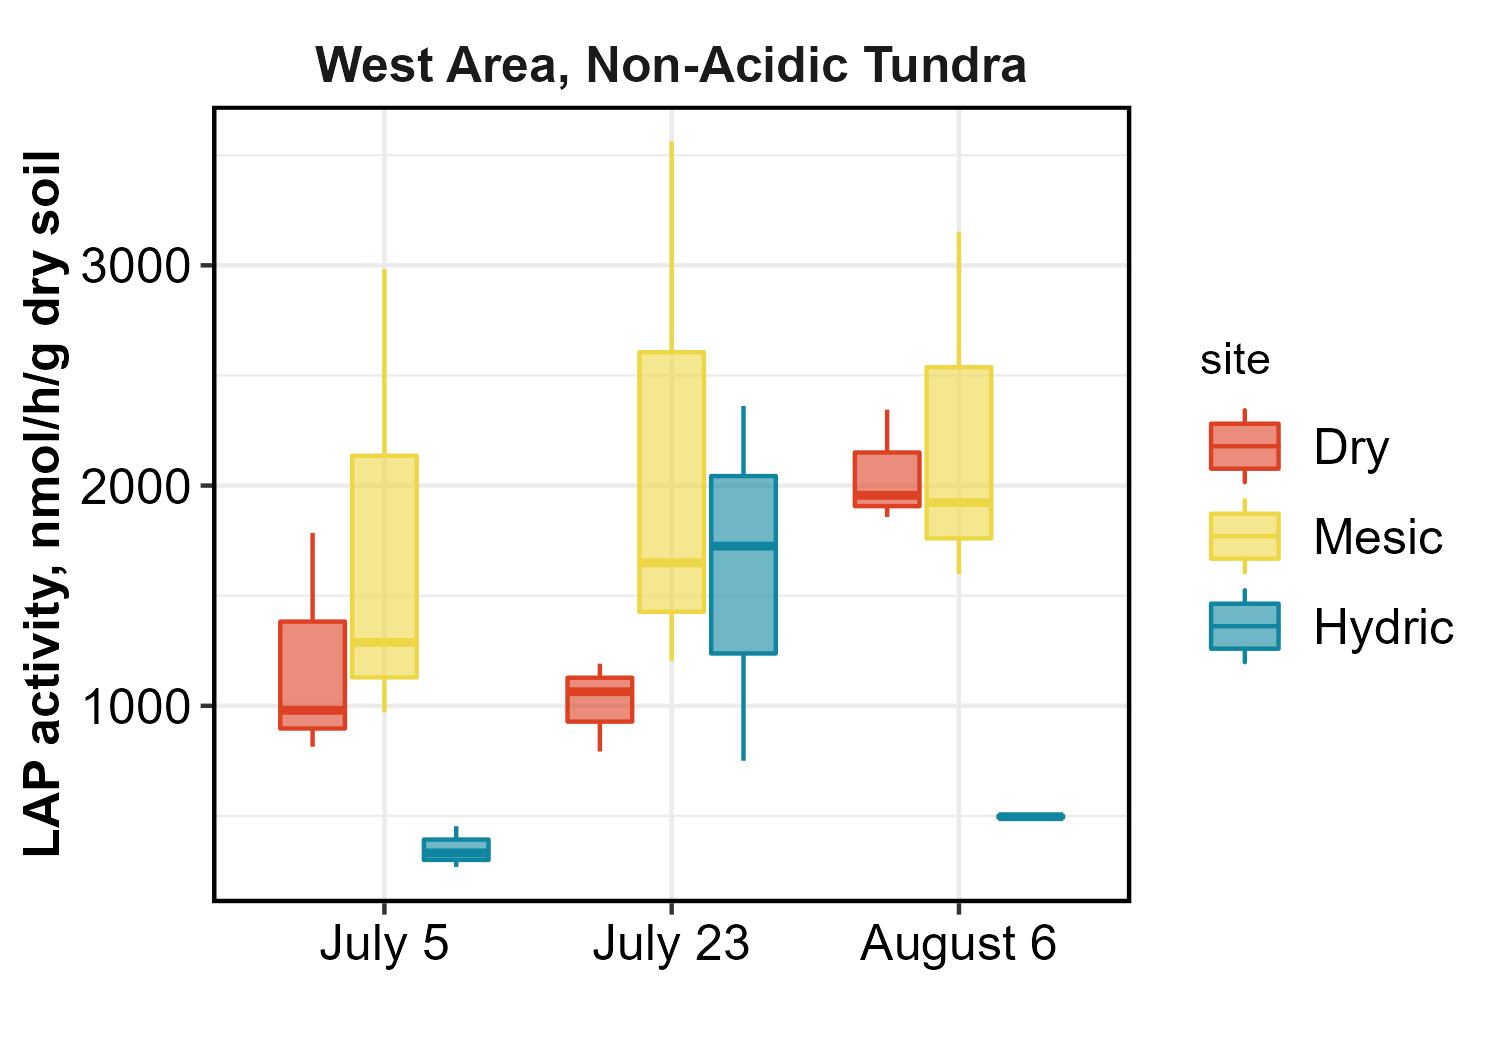 West Area, Non-Acidic Tundra
LAP activity, nmol/h/g dry soil
3000
2000
1000
July 5
July 23
August 6
site
Dry
Mesic
Hydric